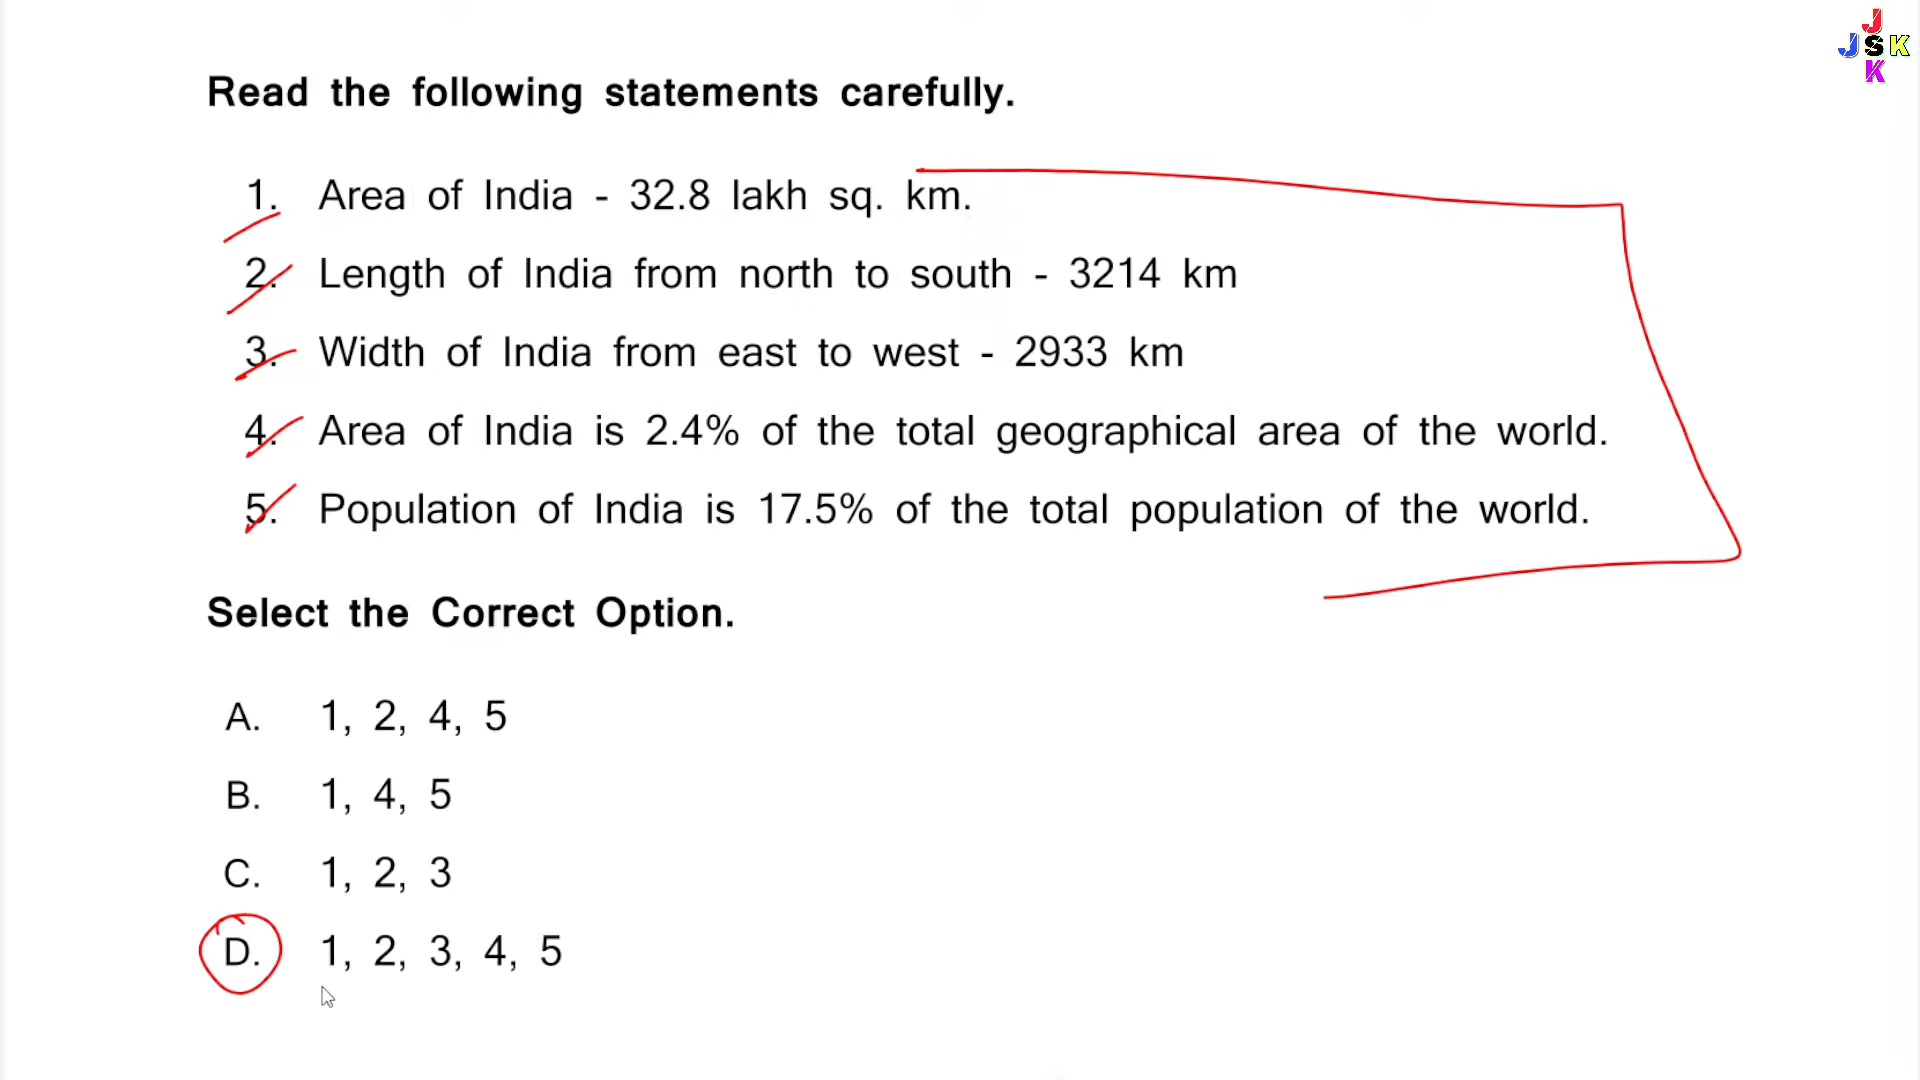 J
JSK
K
Read the following statements carefully.
1. Area of India - 32.8 lakh sq. km.
2. Length of India from north to south - 3214 km
3. Width of India from east to west - 2933 km
4. Area of India is 2.4% of the total geographical area of the world.
5. Population of India is 17.5% of the total population of the world.
Select the Correct Option.
A. 1, 2, 4, 5
B. 1, 4, 5
C. 1, 2, 3
D. 1, 2, 3, 4, 5